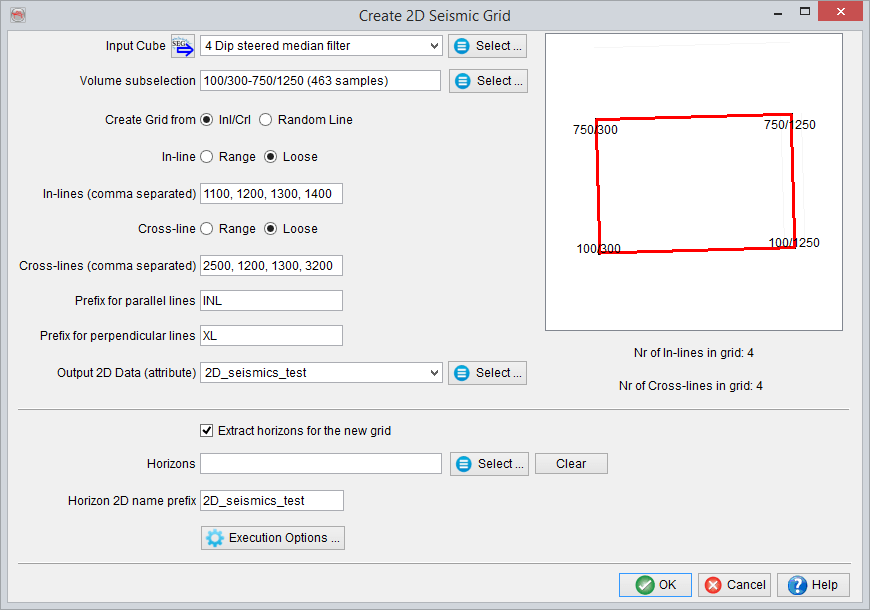 Create 2D Seismic Grid
Input Cube SEG 4 Dip steered median filter Select ...
Volume subselection 100/300-750/1250 (463 samples) Select ...
Create Grid from Inl/Crl Random Line
In-line Range Loose
In-lines (comma separated) 1100, 1200, 1300, 1400
Cross-line Range Loose
Cross-lines (comma separated) 2500, 1200, 1300, 3200
Prefix for parallel lines INL
Prefix for perpendicular lines XL
Output 2D Data (attribute) 2D_seismics_test Select ...
750/300 750/1250
100/300 100/1250
Nr of In-lines in grid: 4
Nr of Cross-lines in grid: 4
Extract horizons for the new grid
Horizons Select ... Clear
Horizon 2D name prefix 2D_seismics_test
Execution Options ...
OK Cancel ? Help